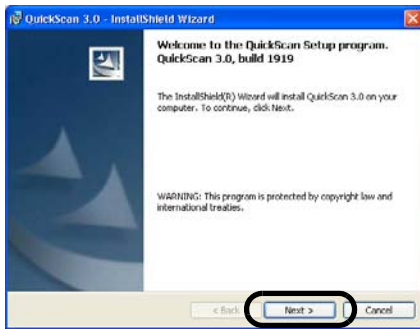 QuickScan 3.0 - InstallShield Wizard
Welcome to the QuickScan Setup program.
QuickScan 3.0, build 1919
The InstallShield(R) Wizard will install QuickScan 3.0 on your
computer. To continue, click Next.
WARNING: This program is protected by copyright law and
international treaties.
< Back
Next >
Cancel